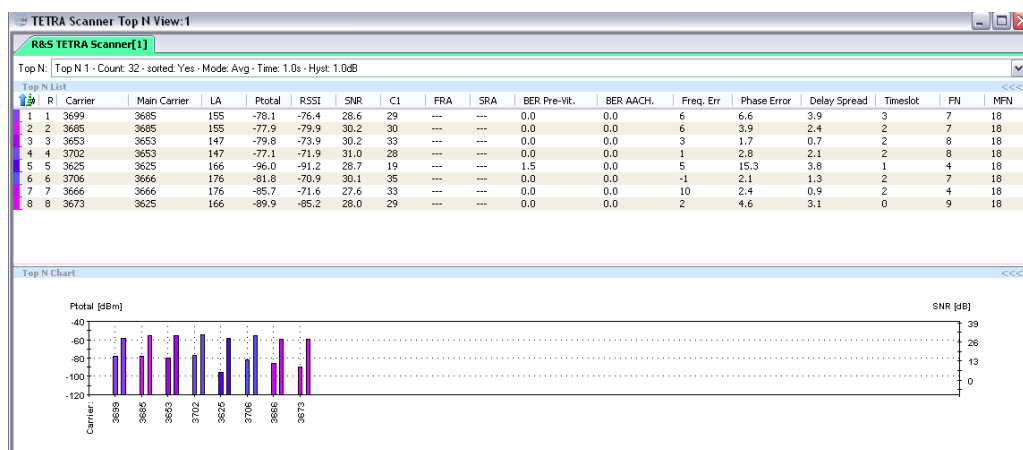 TETRA Scanner Top N View:1
R&S TETRA Scanner[1]
Top N: Top N 1 - Count: 32 - sorted: Yes - Mode: Avg - Time: 1.0s - Hyst: 1.0dB
Top N List <<<
R Carrier Main Carrier LA Ptotal RSSI SNR C1 FRA SRA BER Pre-Vit. BER AACH. Freq. Err Phase Error Delay Spread Timeslot FN MFN
1 1 3699 3685 155 -78.1 -76.4 28.6 29 --- --- 0.0 0.0 6 6.6 3.9 3 7 18
2 2 3685 3685 155 -77.9 -79.9 30.2 30 --- --- 0.0 0.0 6 3.9 2.4 2 7 18
3 3 3653 3653 147 -79.8 -73.9 30.2 33 --- --- 0.0 0.0 3 1.7 0.7 2 8 18
4 4 3702 3653 147 -77.1 -71.9 31.0 28 --- --- 0.0 0.0 1 2.8 2.1 2 8 18
5 5 3625 3625 166 -96.0 -91.2 28.7 19 --- --- 1.5 0.0 5 15.3 3.8 1 4 18
6 6 3706 3666 176 -81.8 -70.9 30.1 35 --- --- 0.0 0.0 -1 2.1 1.3 2 7 18
7 7 3666 3666 176 -85.7 -71.6 27.6 33 --- --- 0.0 0.0 10 2.4 0.9 2 4 18
8 8 3673 3625 166 -89.9 -85.2 28.0 29 --- --- 0.0 0.0 2 4.6 3.1 0 9 18
Top N Chart <<<
Ptotal [dBm] SNR [dB]
-40 39
-60 26
-80 13
-100 0
-120
Carrier: 3699 3685 3653 3702 3625 3706 3666 3673